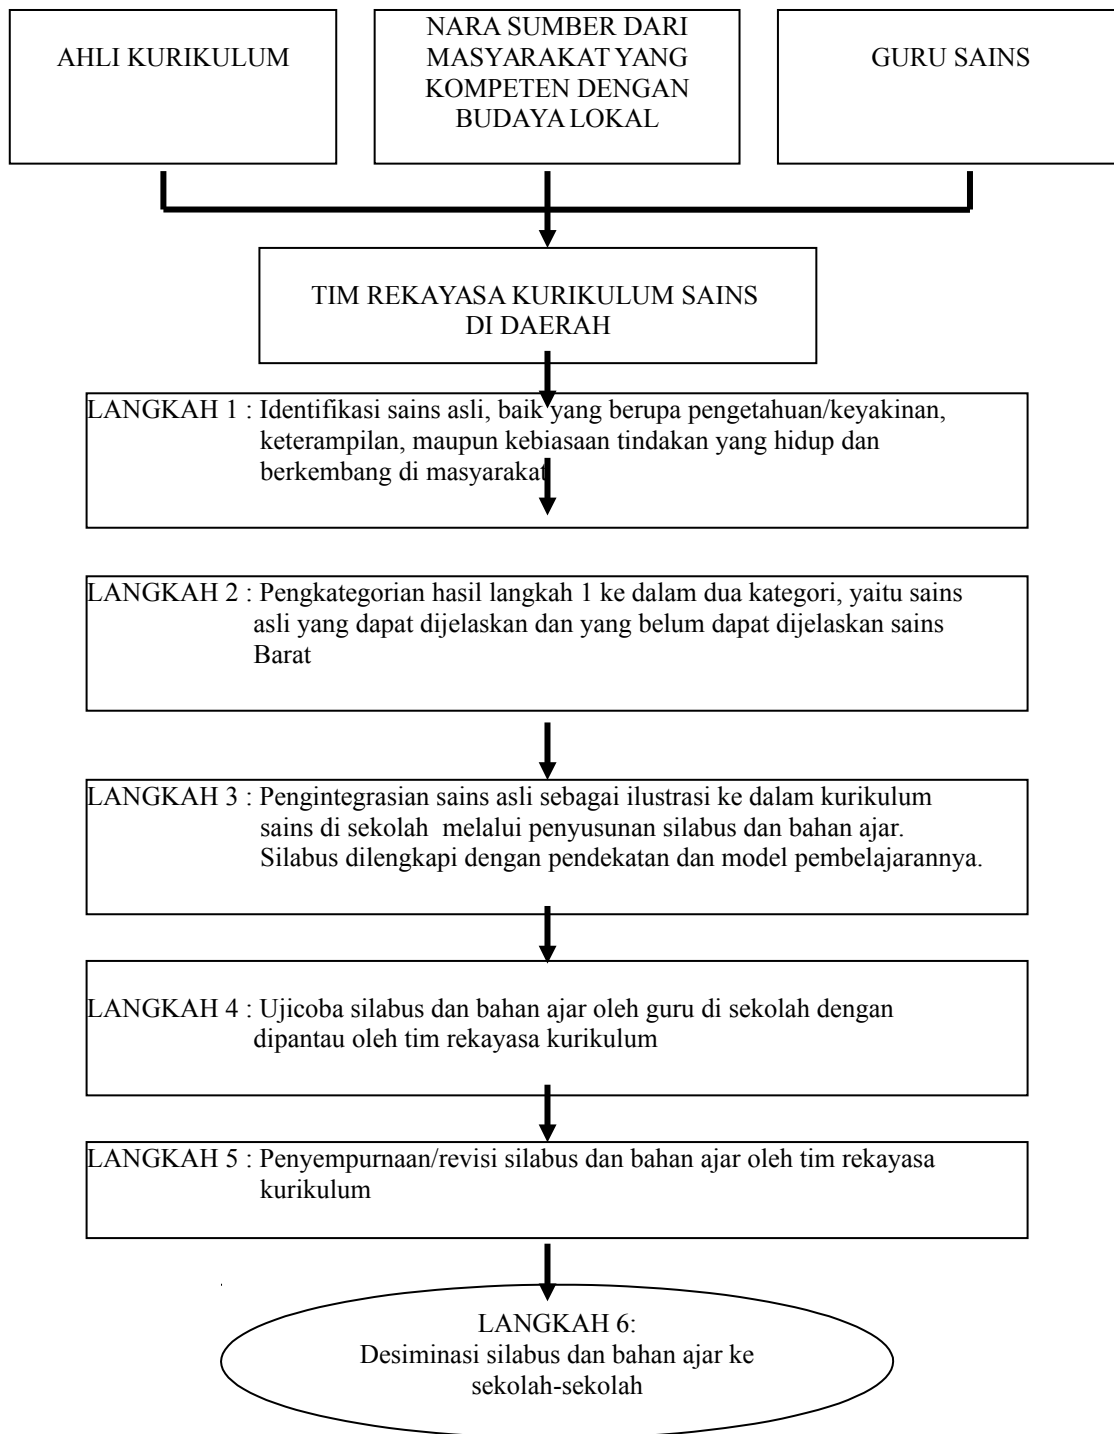 AHLI KURIKULUM
NARA SUMBER DARI
MASYARAKAT YANG
KOMPETEN DENGAN
BUDAYA LOKAL
GURU SAINS
TIM REKAYASA KURIKULUM SAINS
DI DAERAH
LANGKAH 1 : Identifikasi sains asli, baik yang berupa pengetahuan/keyakinan,
keterampilan, maupun kebiasaan tindakan yang hidup dan
berkembang di masyarakat
LANGKAH 2 : Pengkategorian hasil langkah 1 ke dalam dua kategori, yaitu sains
asli yang dapat dijelaskan dan yang belum dapat dijelaskan sains
Barat
LANGKAH 3 : Pengintegrasian sains asli sebagai ilustrasi ke dalam kurikulum
sains di sekolah melalui penyusunan silabus dan bahan ajar.
Silabus dilengkapi dengan pendekatan dan model pembelajarannya.
LANGKAH 4 : Ujicoba silabus dan bahan ajar oleh guru di sekolah dengan
dipantau oleh tim rekayasa kurikulum
LANGKAH 5 : Penyempurnaan/revisi silabus dan bahan ajar oleh tim rekayasa
kurikulum
LANGKAH 6:
Desiminasi silabus dan bahan ajar ke
sekolah-sekolah